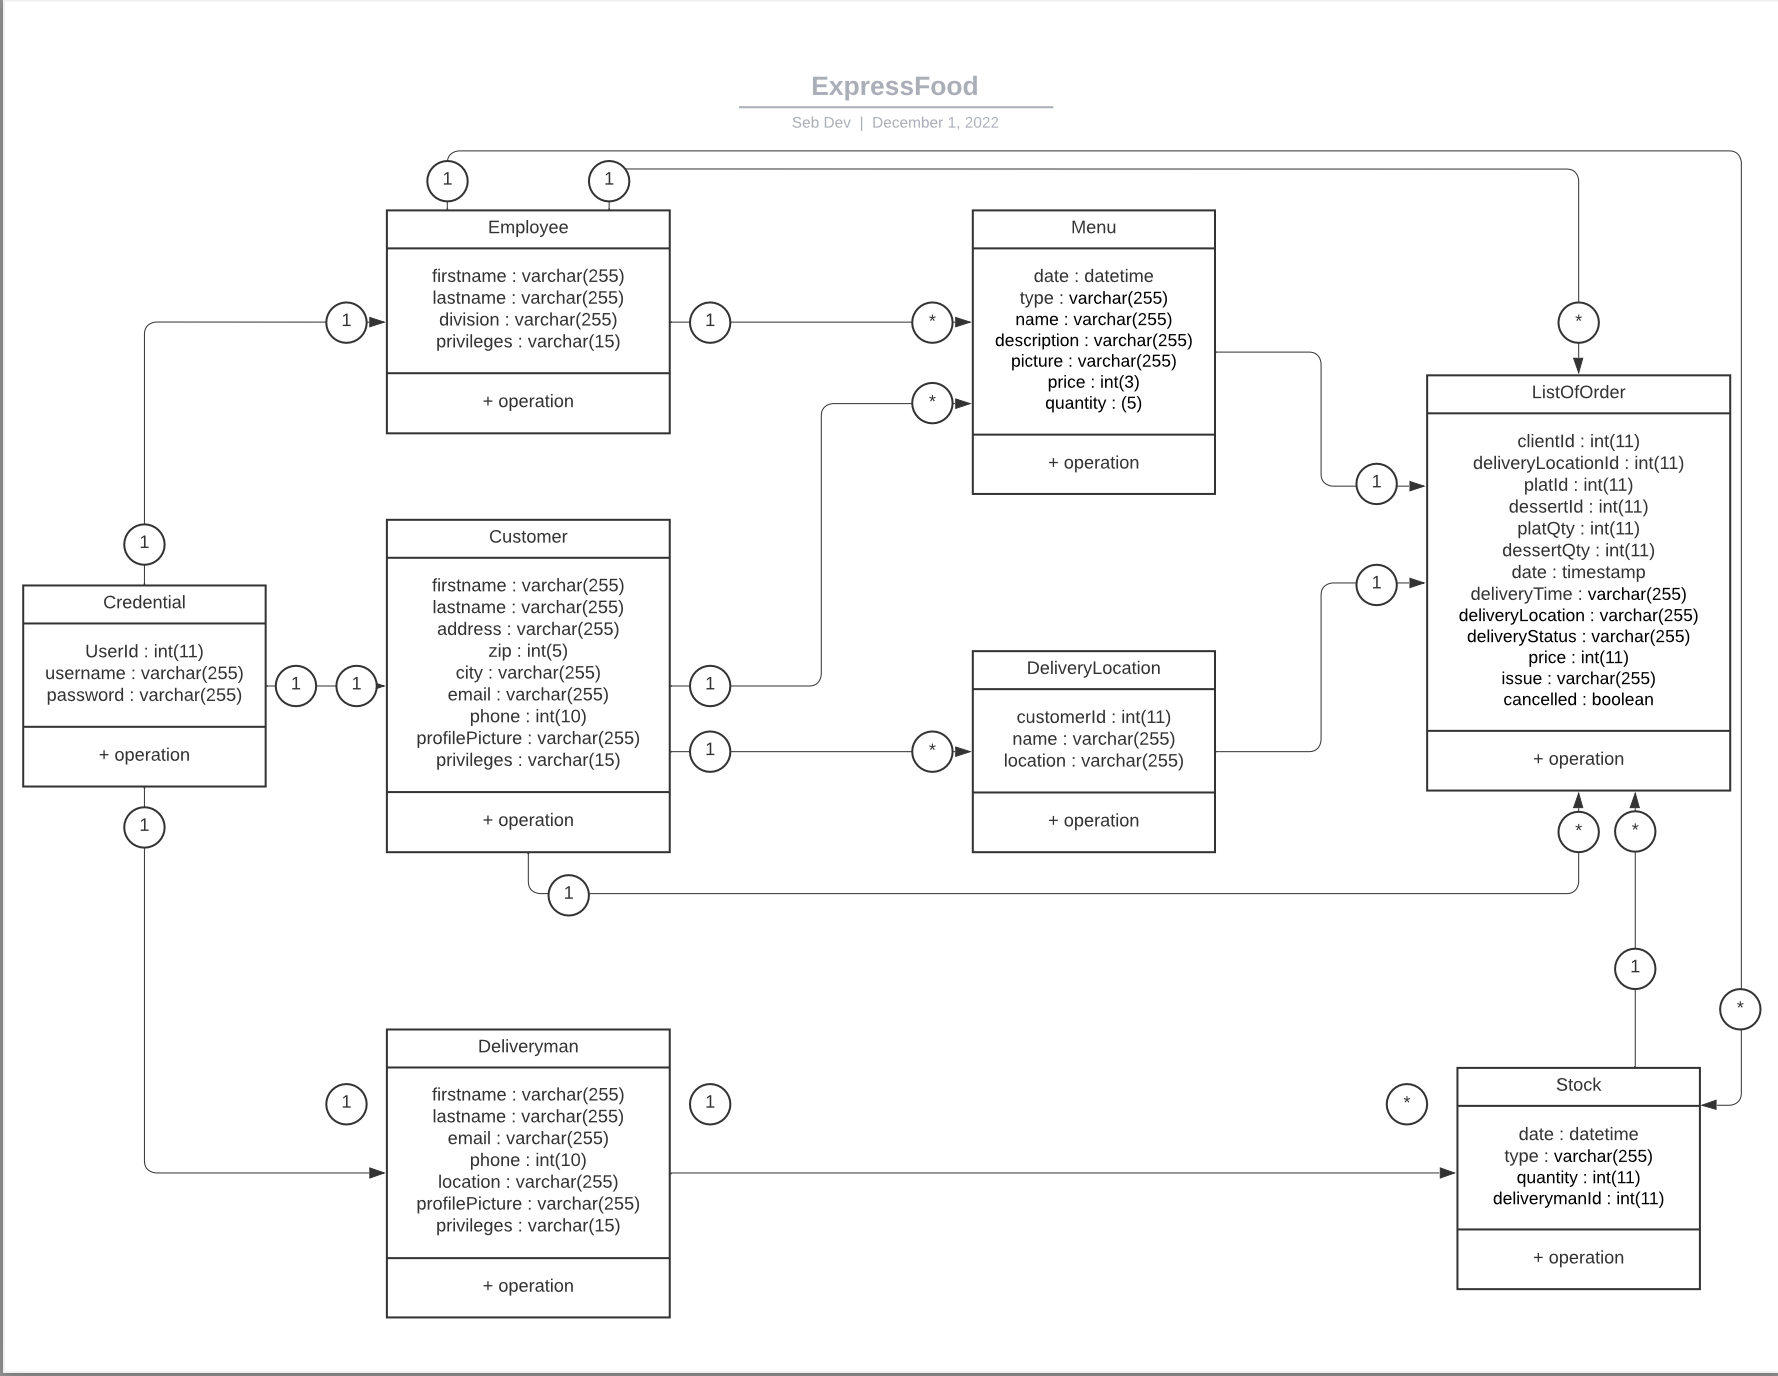 ExpressFood
Seb Dev | December 1, 2022
1
1
Employee
firstname : varchar(255)
lastname : varchar(255)
division : varchar(255)
privileges : varchar(15)
+ operation
1
1
*
Menu
date : datetime
type : varchar(255)
name : varchar(255)
description : varchar(255)
picture : varchar(255)
price : int(3)
quantity : (5)
+ operation
*
*
ListOfOrder
clientId : int(11)
deliveryLocationId : int(11)
platId : int(11)
dessertId : int(11)
platQty : int(11)
dessertQty : int(11)
date : timestamp
deliveryTime : varchar(255)
deliveryLocation : varchar(255)
deliveryStatus : varchar(255)
price : int(11)
issue : varchar(255)
cancelled : boolean
+ operation
1
1
1
Credential
UserId : int(11)
username : varchar(255)
password : varchar(255)
+ operation
1
1
1
Customer
firstname : varchar(255)
lastname : varchar(255)
address : varchar(255)
zip : int(5)
city : varchar(255)
email : varchar(255)
phone : int(10)
profilePicture : varchar(255)
privileges : varchar(15)
+ operation
1
1
*
DeliveryLocation
customerId : int(11)
name : varchar(255)
location : varchar(255)
+ operation
1
*
*
1
*
Deliveryman
firstname : varchar(255)
lastname : varchar(255)
email : varchar(255)
phone : int(10)
location : varchar(255)
profilePicture : varchar(255)
privileges : varchar(15)
+ operation
1
1
*
Stock
date : datetime
type : varchar(255)
quantity : int(11)
deliverymanId : int(11)
+ operation